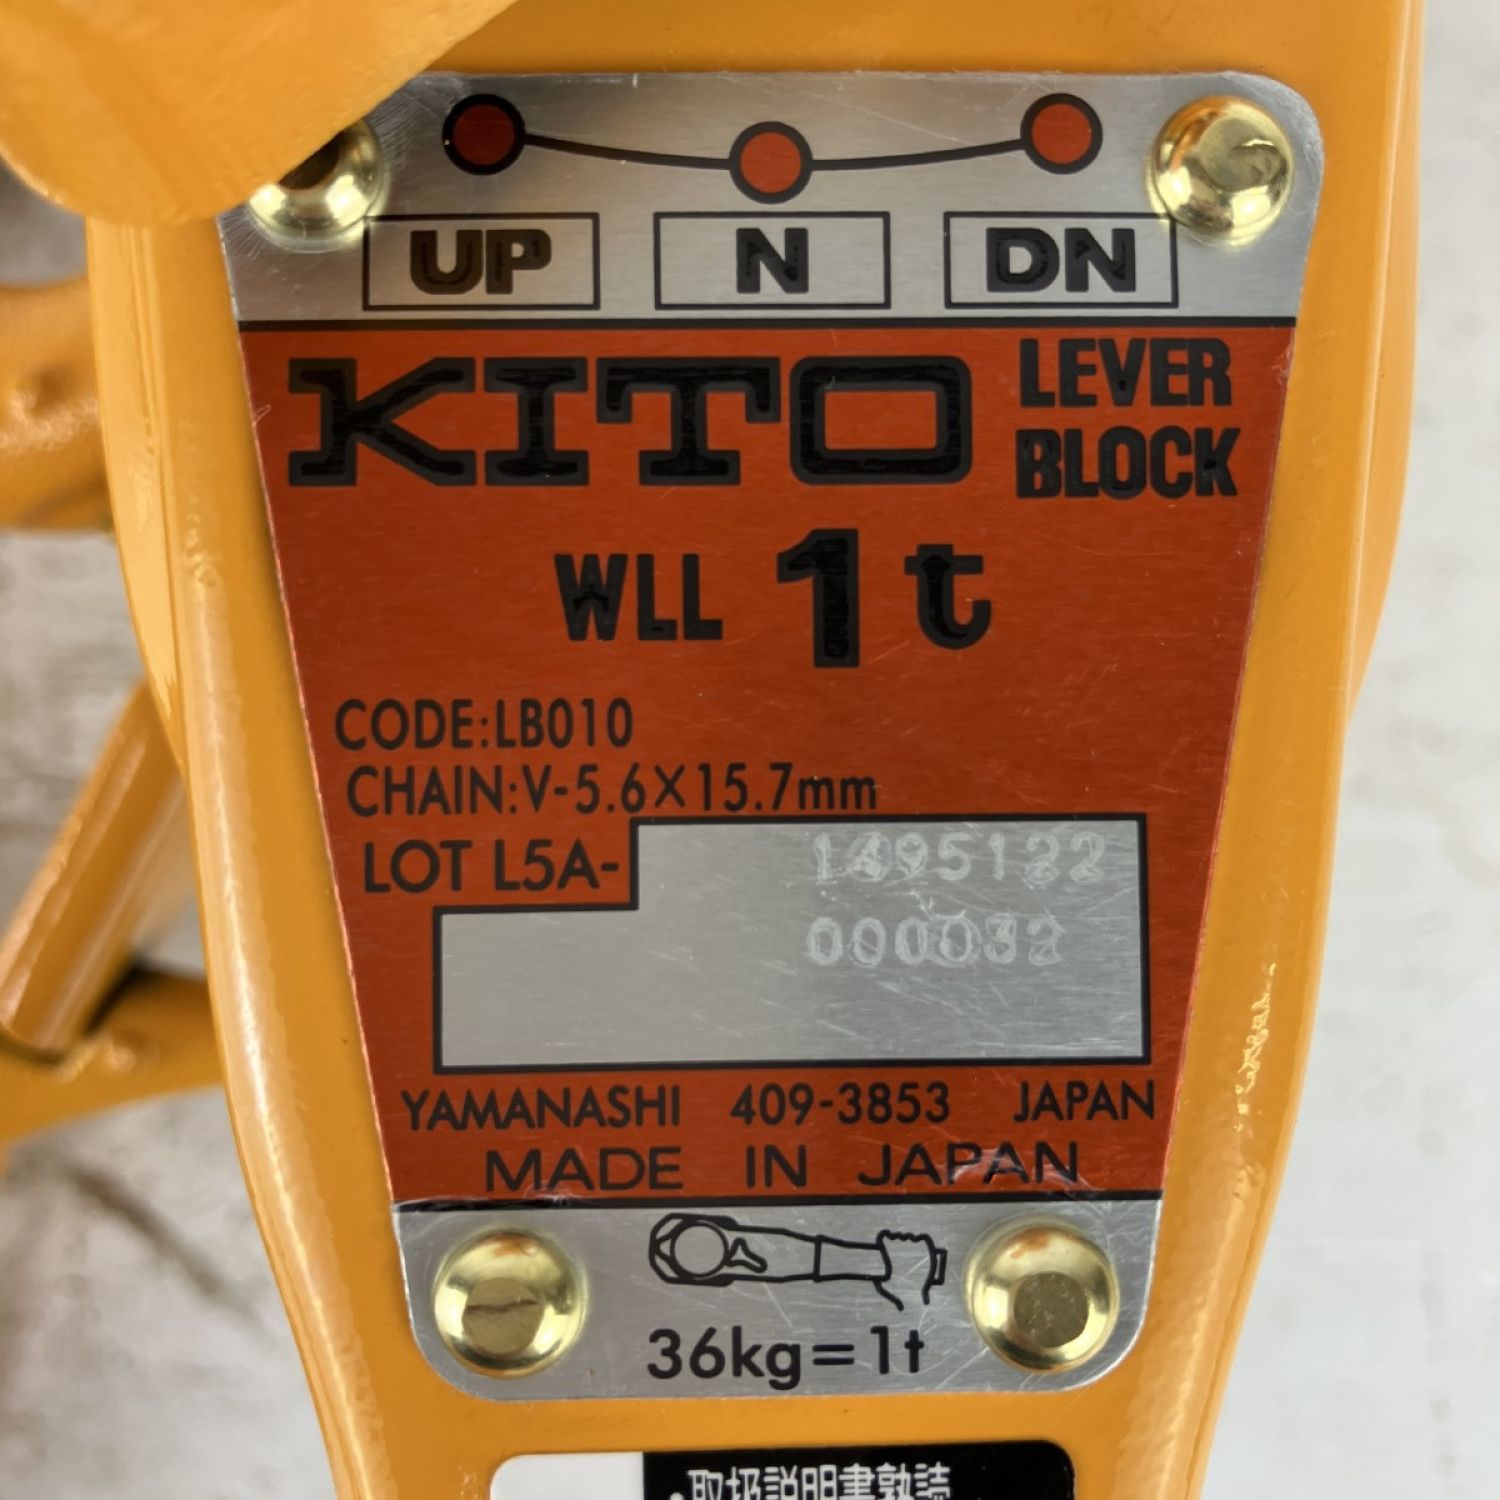 UP N DN
KITO LEVER BLOCK
WLL 1t
CODE:LB010
CHAIN:V-5.6×15.7mm
LOT L5A-
000032
YAMANASHI 409-3853 JAPAN
MADE IN JAPAN
36kg=1t
・取扱説明書熟読